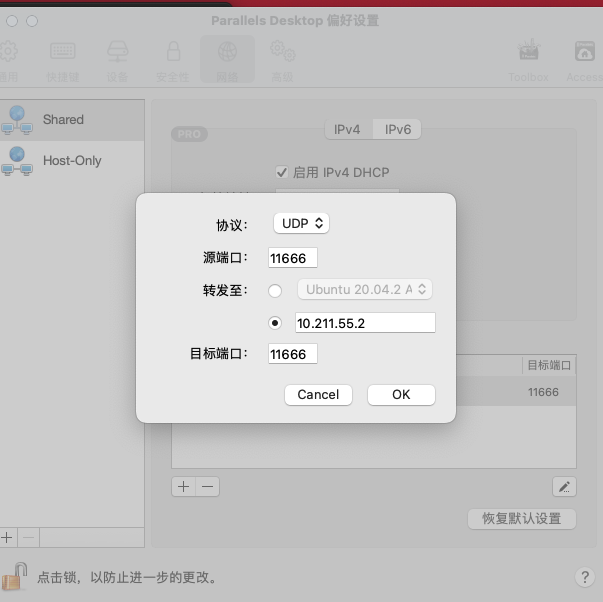 Parallels Desktop 偏好设置
通用 快捷键 设备 安全性 网络 高级 Toolbox Access
Shared
Host-Only
PRO
IPv4 IPv6
启用 IPv4 DHCP
协议: UDP
源端口: 11666
转发至: Ubuntu 20.04.2 A
10.211.55.2
目标端口: 11666
Cancel OK
目标端口
11666
恢复默认设置
点击锁，以防止进一步的更改。
?